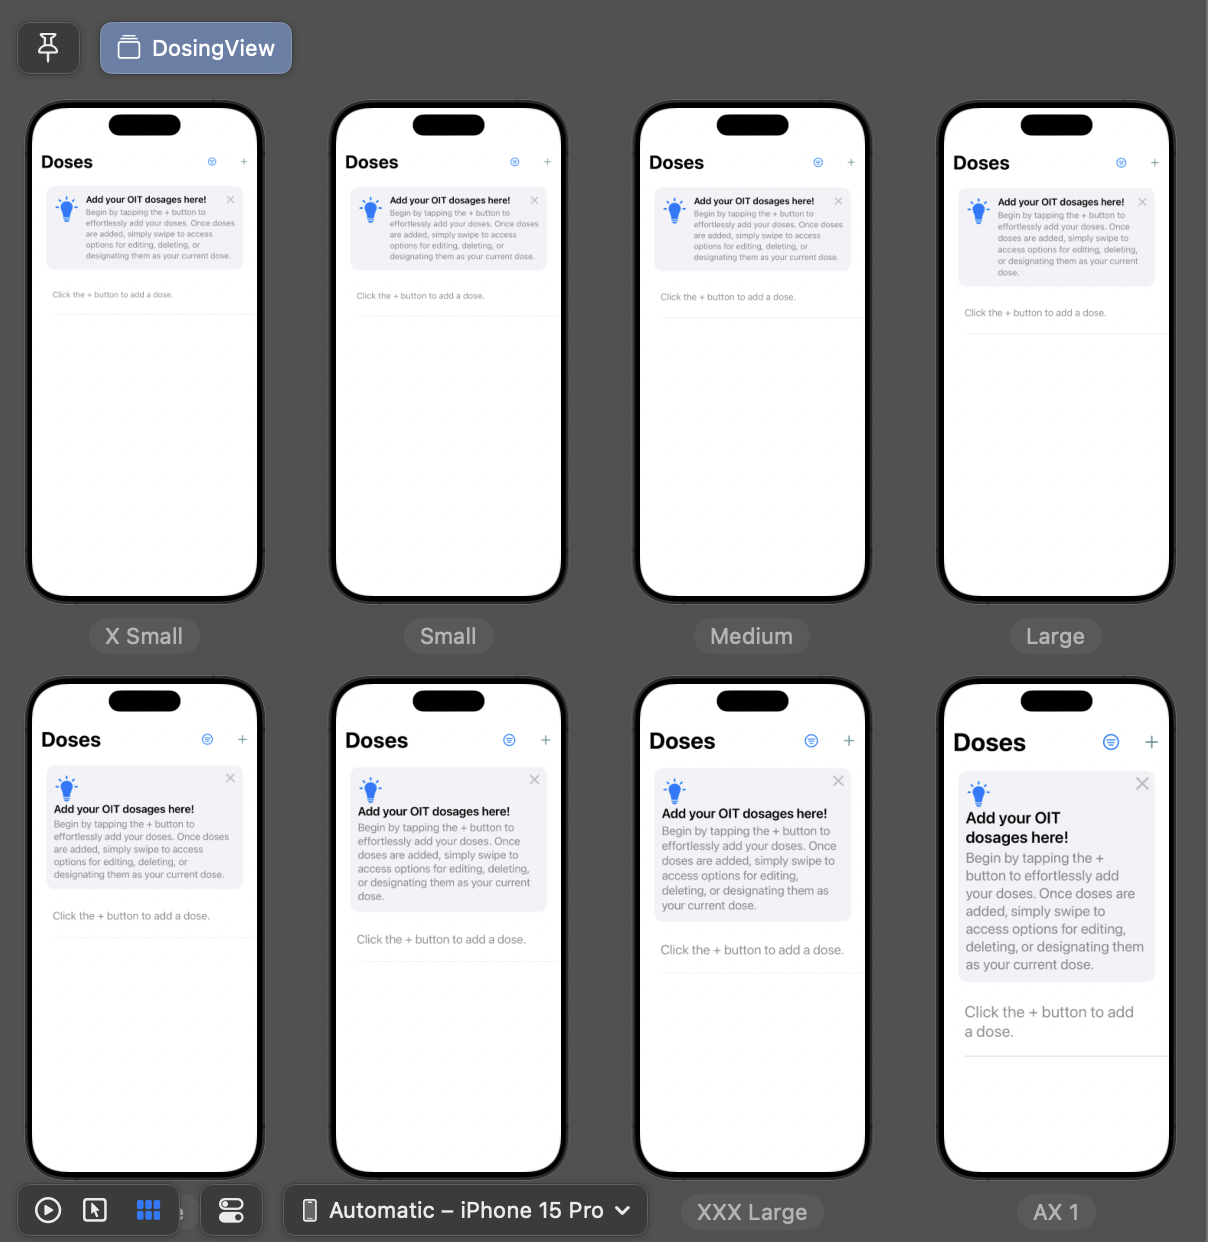 DosingView
Doses
Add your OIT dosages here!
Begin by tapping the + button to
effortlessly add your doses. Once doses
are added, simply swipe to access
options for editing, deleting, or
designating them as your current dose.
Click the + button to add a dose.
X Small
Doses
Add your OIT dosages here!
Begin by tapping the + button to
effortlessly add your doses. Once doses
are added, simply swipe to access
options for editing, deleting, or
designating them as your current dose.
Click the + button to add a dose.
Small
Doses
Add your OIT dosages here!
Begin by tapping the + button to
effortlessly add your doses. Once doses
are added, simply swipe to access
options for editing, deleting, or
designating them as your current dose.
Click the + button to add a dose.
Medium
Doses
Add your OIT dosages here!
Begin by tapping the + button to
effortlessly add your doses. Once
doses are added, simply swipe to
access options for editing, deleting,
or designating them as your current
dose.
Click the + button to add a dose.
Large
Doses
Add your OIT dosages here!
Begin by tapping the + button to
effortlessly add your doses. Once doses
are added, simply swipe to access
options for editing, deleting, or
designating them as your current dose.
Click the + button to add a dose.
Doses
Add your OIT dosages here!
Begin by tapping the + button to
effortlessly add your doses. Once
doses are added, simply swipe to
access options for editing, deleting,
or designating them as your current
dose.
Click the + button to add a dose.
Doses
Add your OIT dosages here!
Begin by tapping the + button to
effortlessly add your doses. Once
doses are added, simply swipe to
access options for editing,
deleting, or designating them as
your current dose.
Click the + button to add a dose.
XXX Large
Doses
Add your OIT
dosages here!
Begin by tapping the +
button to effortlessly add
your doses. Once doses are
added, simply swipe to
access options for editing,
deleting, or designating them
as your current dose.
Click the + button to add
a dose.
AX 1
Automatic – iPhone 15 Pro